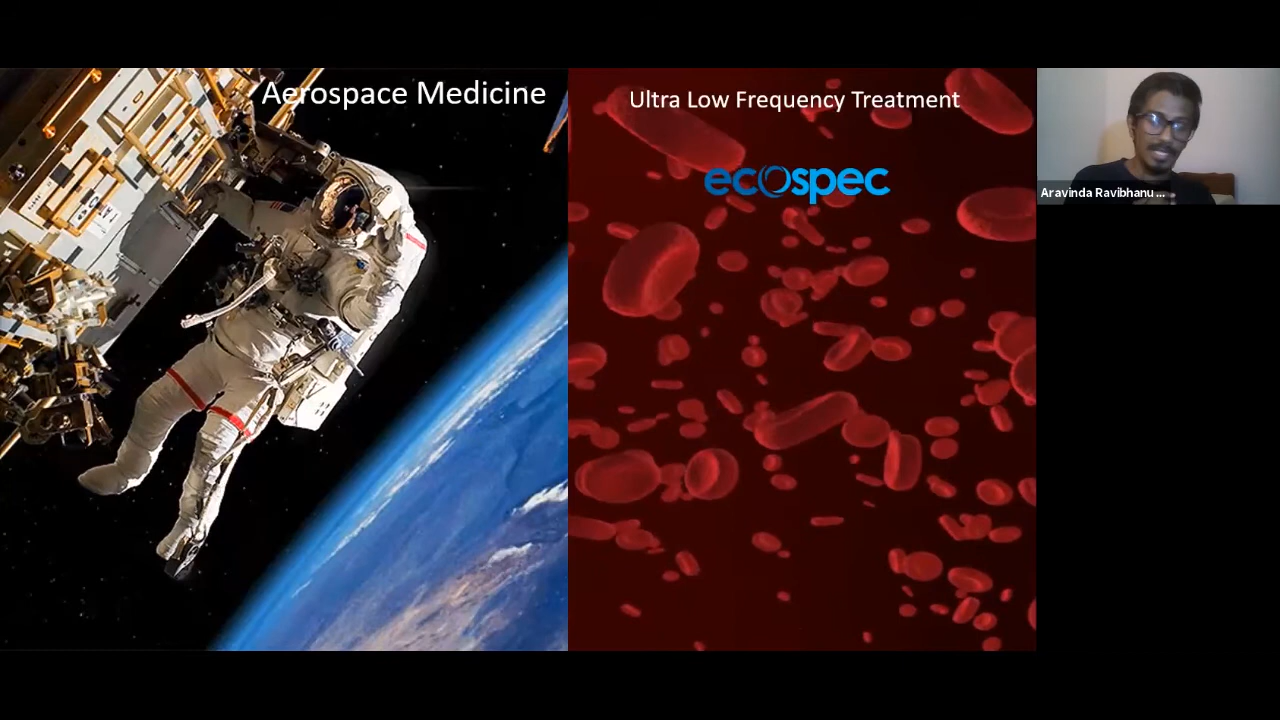 Aerospace Medicine
Ultra Low Frequency Treatment
ecospec
Aravinda Ravibhanu ...